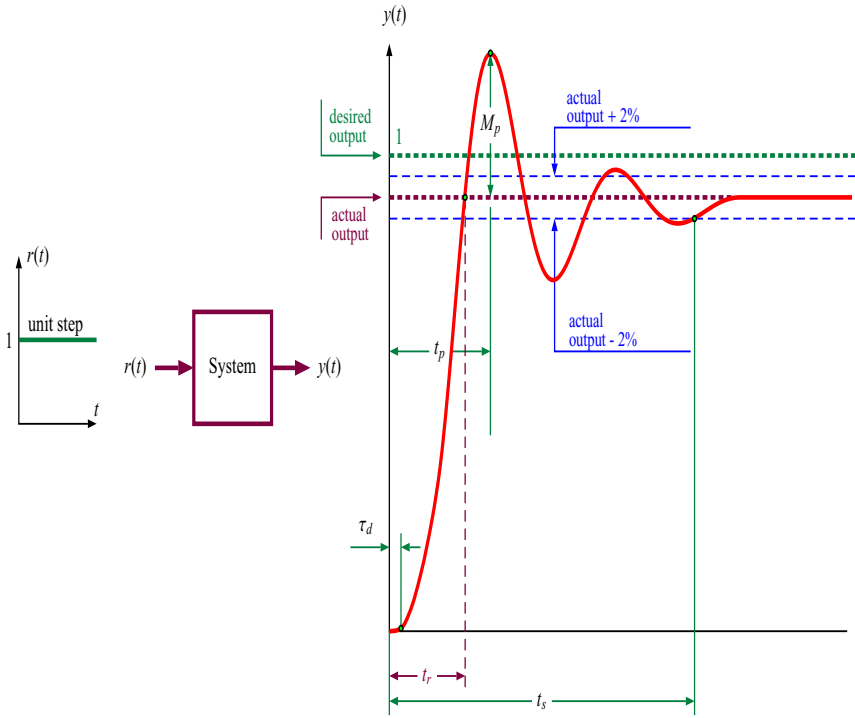 y(t)
actual
output + 2%
desired
output
1
M_p
actual
output
r(t)
unit step
1
t
r(t)
System
y(t)
actual
output - 2%
t_p
τ_d
t_r
t_s